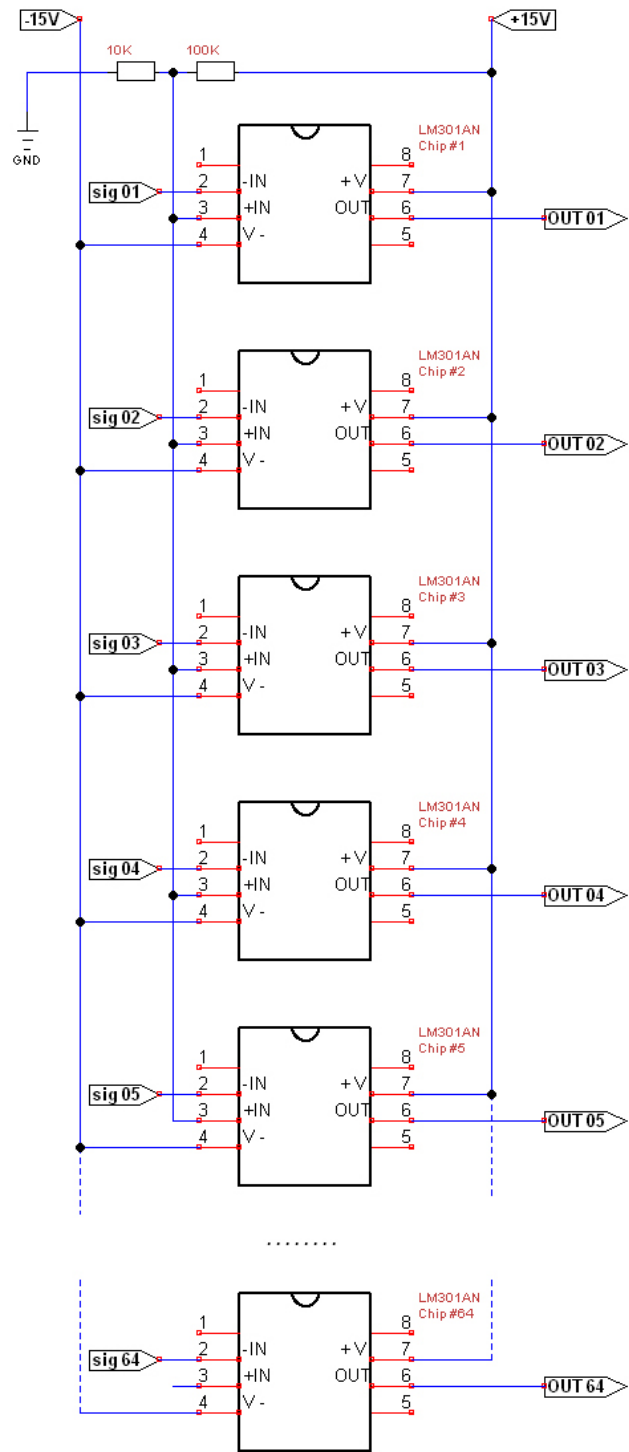 -15V +15V
10K 100K
GND
LM301AN
Chip #1
1 8
sig 01 2 -IN +V 7
3 +IN OUT 6 OUT 01
4 V - 5
LM301AN
Chip #2
1 8
sig 02 2 -IN +V 7
3 +IN OUT 6 OUT 02
4 V - 5
LM301AN
Chip #3
1 8
sig 03 2 -IN +V 7
3 +IN OUT 6 OUT 03
4 V - 5
LM301AN
Chip #4
1 8
sig 04 2 -IN +V 7
3 +IN OUT 6 OUT 04
4 V - 5
LM301AN
Chip #5
1 8
sig 05 2 -IN +V 7
3 +IN OUT 6 OUT 05
4 V - 5
........
LM301AN
Chip #64
1 8
sig 64 2 -IN +V 7
3 +IN OUT 6 OUT 64
4 V - 5